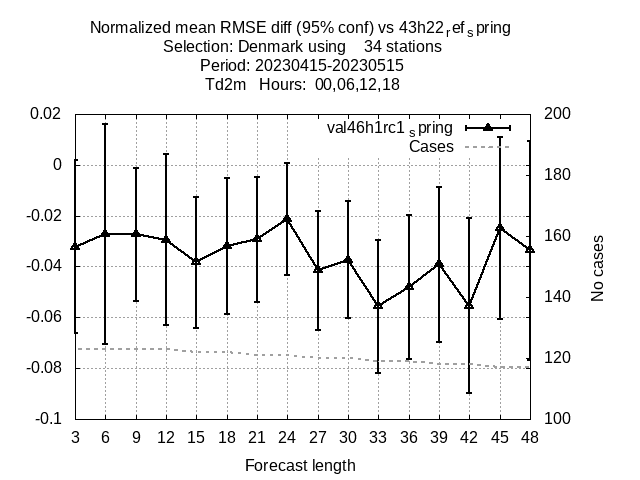 Normalized mean RMSE diff (95% conf) vs 43h22refspring
Selection: Denmark using 34 stations
Period: 20230415-20230515
Td2m Hours: 00,06,12,18
val46h1rc1spring
Cases
0.02
0
-0.02
-0.04
-0.06
-0.08
-0.1
200
180
160
140
120
100
No cases
3 6 9 12 15 18 21 24 27 30 33 36 39 42 45 48
Forecast length